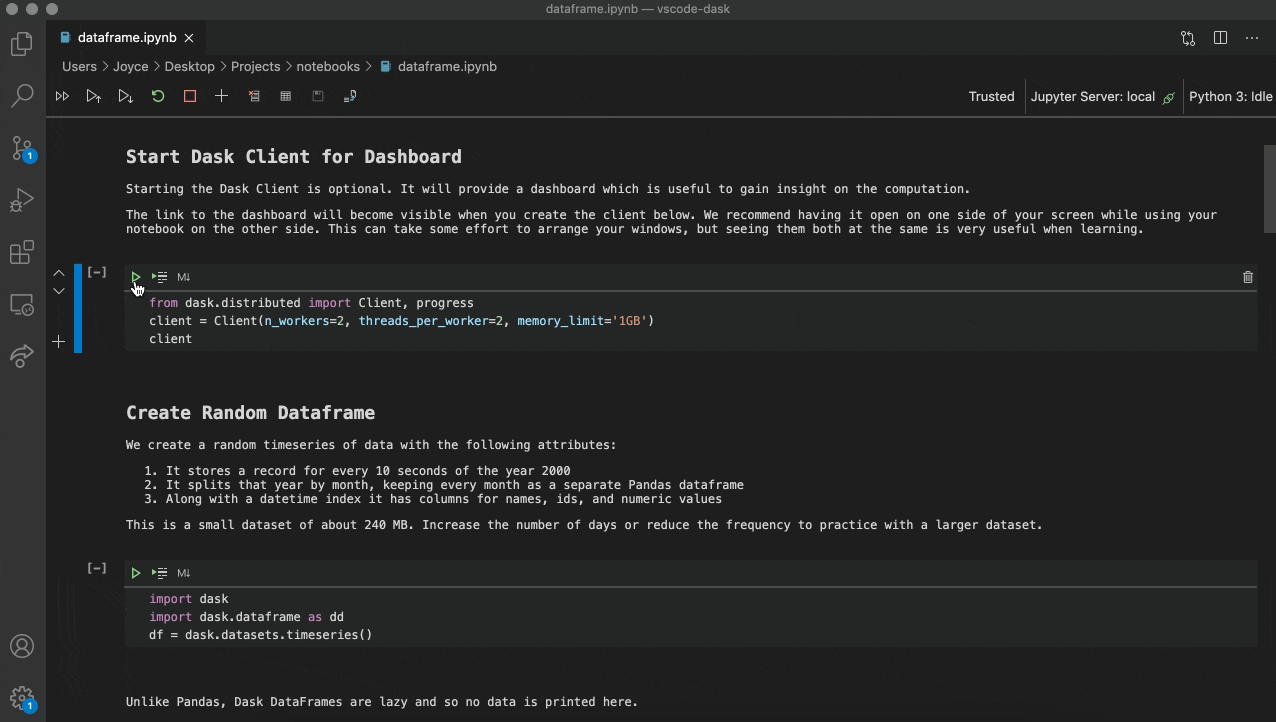 dataframe.ipynb — vscode-dask
dataframe.ipynb
Users > Joyce > Desktop > Projects > notebooks > dataframe.ipynb
Trusted Jupyter Server: local Python 3: Idle
1
Start Dask Client for Dashboard
Starting the Dask Client is optional. It will provide a dashboard which is useful to gain insight on the computation.
The link to the dashboard will become visible when you create the client below. We recommend having it open on one side of your screen while using your
notebook on the other side. This can take some effort to arrange your windows, but seeing them both at the same is very useful when learning.
[-] M↓
from dask.distributed import Client, progress
client = Client(n_workers=2, threads_per_worker=2, memory_limit='1GB')
client
Create Random Dataframe
We create a random timeseries of data with the following attributes:
1. It stores a record for every 10 seconds of the year 2000
2. It splits that year by month, keeping every month as a separate Pandas dataframe
3. Along with a datetime index it has columns for names, ids, and numeric values
This is a small dataset of about 240 MB. Increase the number of days or reduce the frequency to practice with a larger dataset.
[-] M↓
import dask
import dask.dataframe as dd
df = dask.datasets.timeseries()
Unlike Pandas, Dask DataFrames are lazy and so no data is printed here.
1